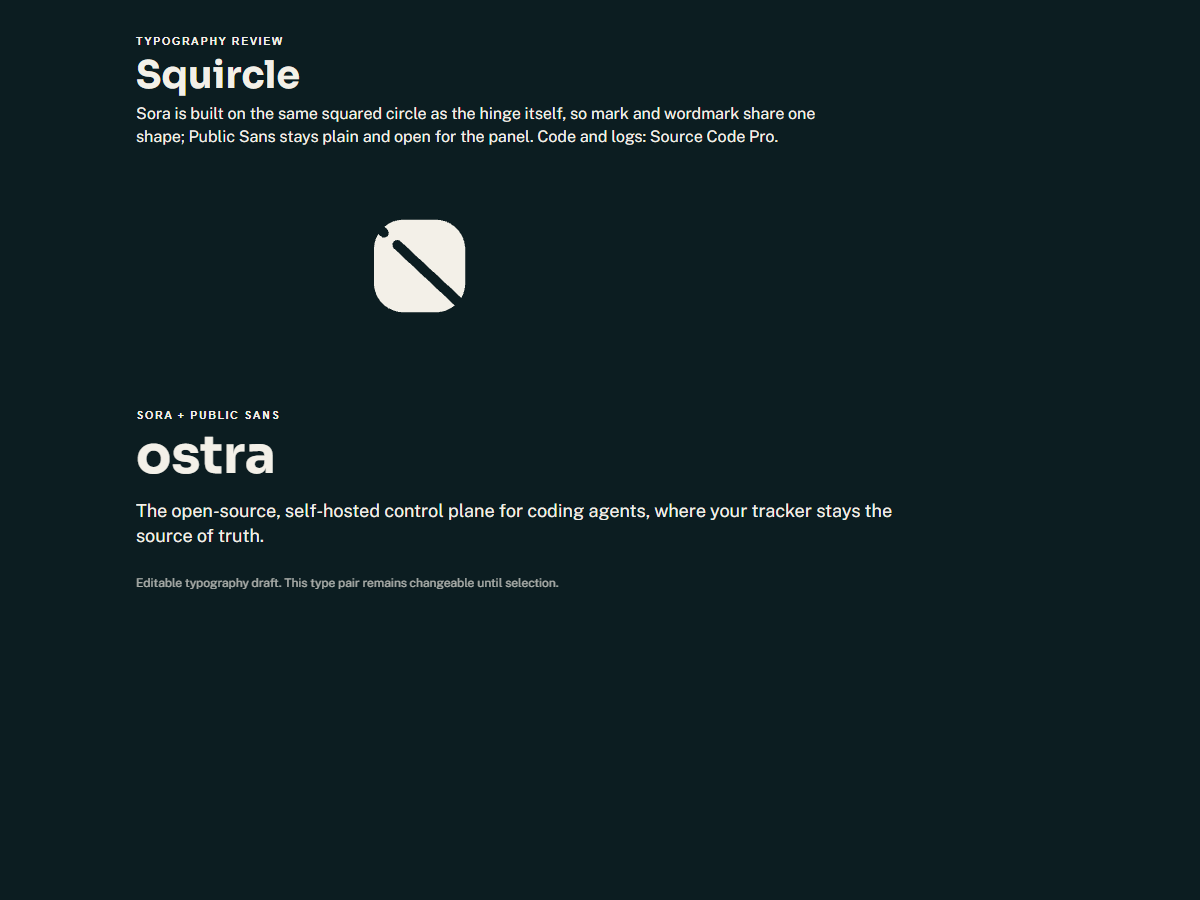 TYPOGRAPHY REVIEW
Squircle
Sora is built on the same squared circle as the hinge itself, so mark and wordmark share one
shape; Public Sans stays plain and open for the panel. Code and logs: Source Code Pro.
SORA + PUBLIC SANS
ostra
The open-source, self-hosted control plane for coding agents, where your tracker stays the
source of truth.
Editable typography draft. This type pair remains changeable until selection.